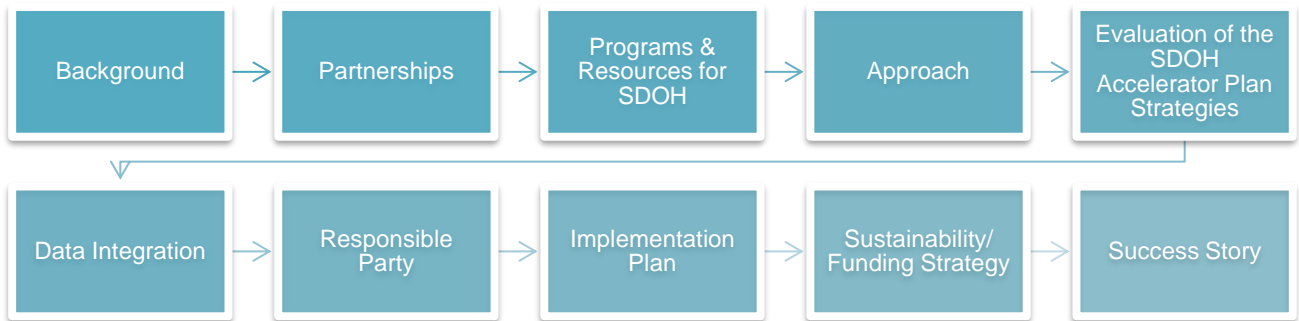 Background
Partnerships
Programs &
Resources for
SDOH
Approach
Evaluation of the
SDOH
Accelerator Plan
Strategies
Data Integration
Responsible
Party
Implementation
Plan
Sustainability/
Funding Strategy
Success Story